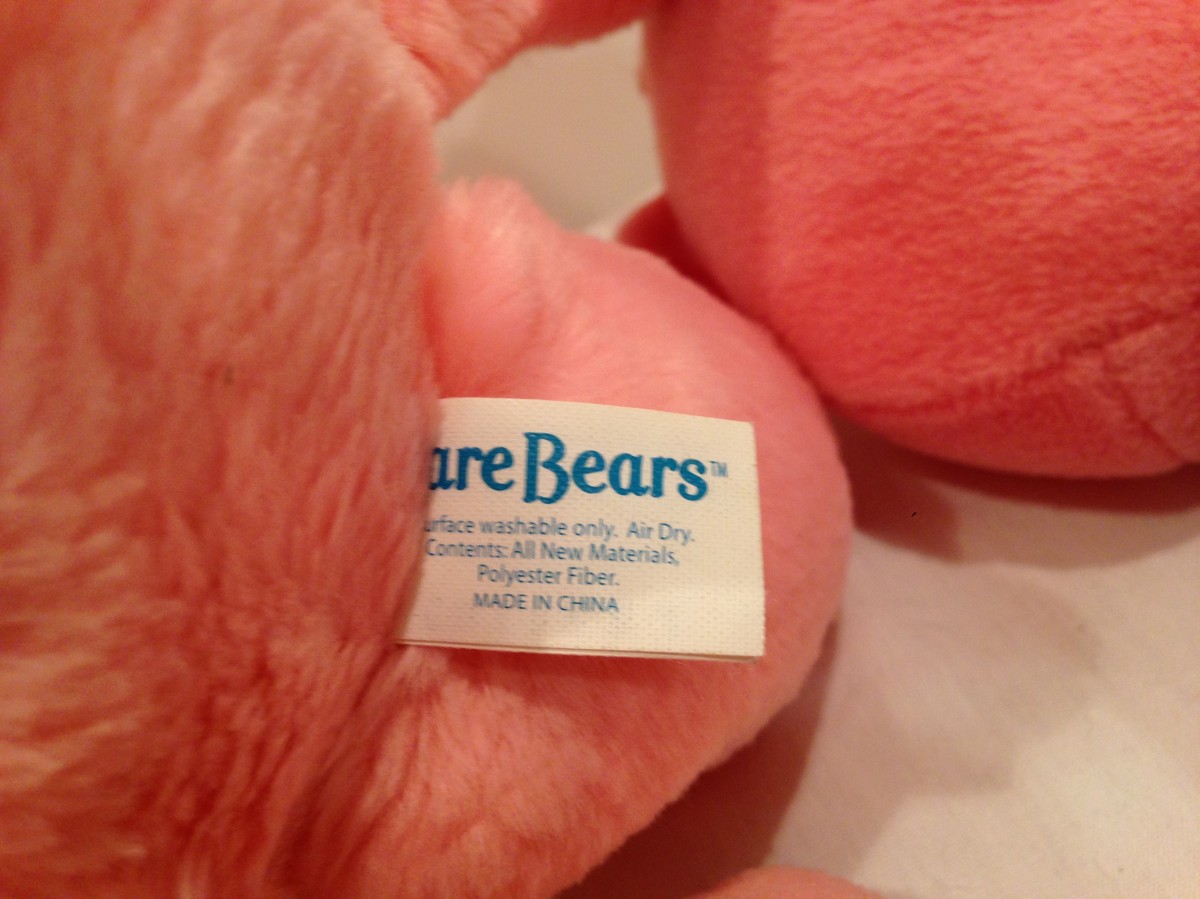 are Bears™
urface washable only. Air Dry.
Contents: All New Materials,
Polyester Fiber.
MADE IN CHINA